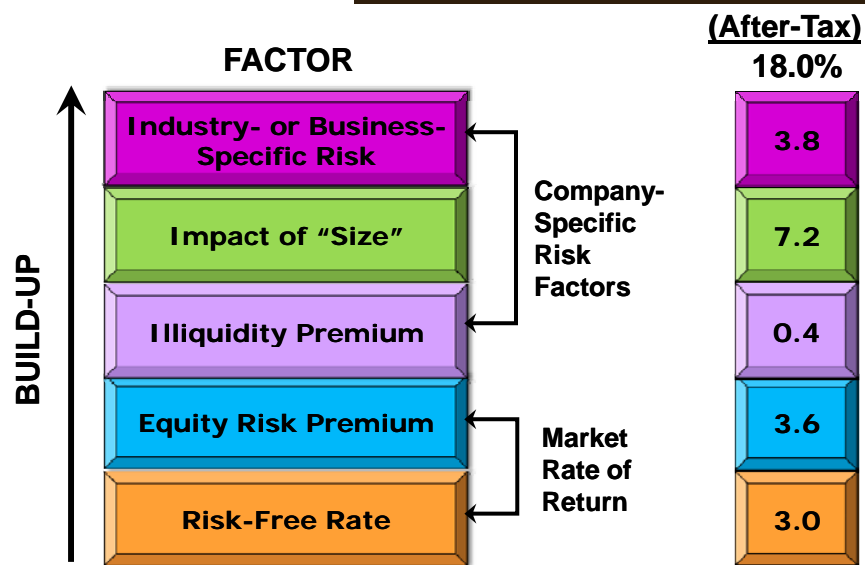 (After-Tax)
FACTOR
18.0%
Industry- or Business-
Specific Risk
3.8
Company-
Specific
Risk
Factors
Impact of “Size”
7.2
Illiquidity Premium
0.4
BUILD-UP
Equity Risk Premium
3.6
Market
Rate of
Return
Risk-Free Rate
3.0